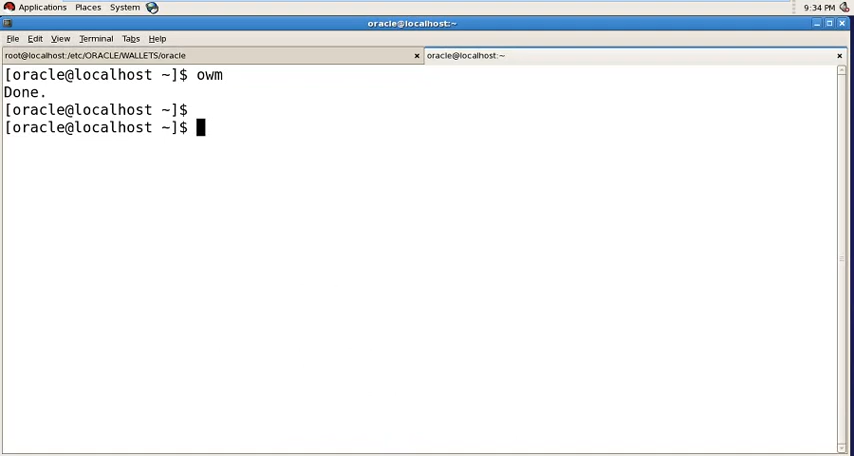 Applications Places System 9:34 PM
oracle@localhost:~
File Edit View Terminal Tabs Help
root@localhost:/etc/ORACLE/WALLETS/oracle oracle@localhost:~
[oracle@localhost ~]$ owm
Done.
[oracle@localhost ~]$
[oracle@localhost ~]$